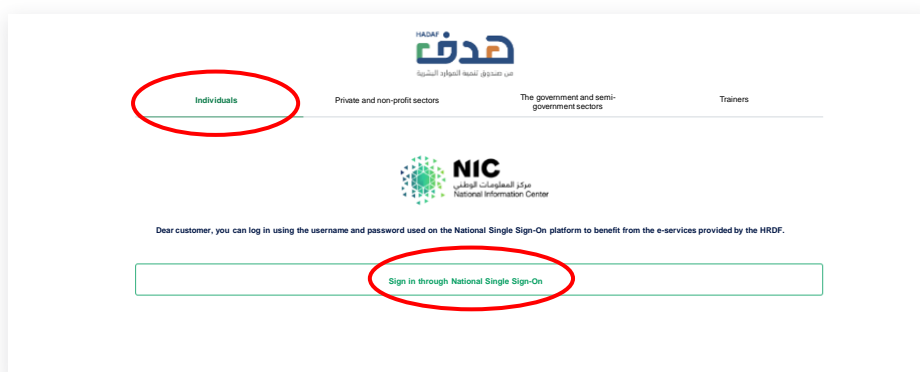 HADAF
هدف
من صندوق تنمية الموارد البشرية
Individuals
Private and non-profit sectors
The government and semi-
government sectors
Trainers
NIC
مركز المعلومات الوطني
National Information Center
Dear customer, you can log in using the username and password used on the National Single Sign-On platform to benefit from the e-services provided by the HRDF.
Sign in through National Single Sign-On